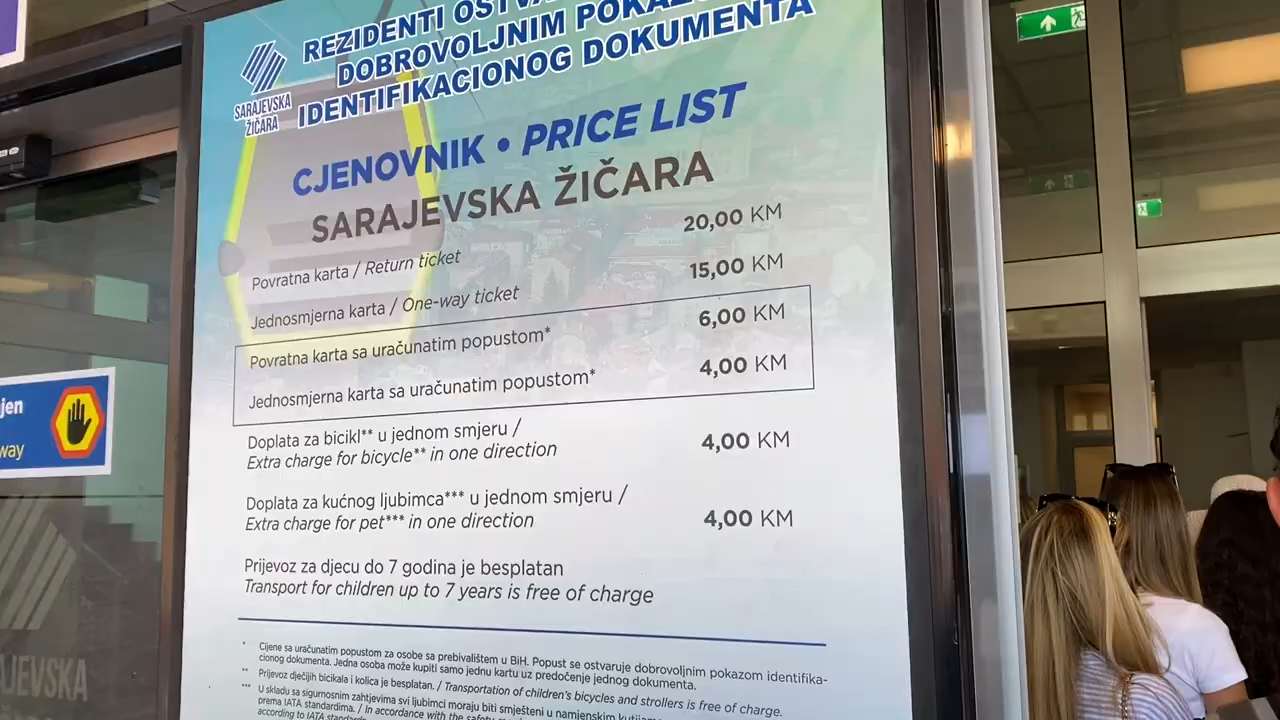 REZIDENTI
DOBROVOLJNIM
IDENTIFIKACIONOG DOKUMENTA
SARAJEVSKA
ŽIČARA
CJENOVNIK • PRICE LIST
SARAJEVSKA ŽIČARA
Povratna karta / Return ticket 20,00 KM
Jednosmjerna karta / One-way ticket 15,00 KM
Povratna karta sa uračunatim popustom* 6,00 KM
Jednosmjerna karta sa uračunatim popustom* 4,00 KM
Doplata za bicikl** u jednom smjeru /
Extra charge for bicycle** in one direction 4,00 KM
Doplata za kućnog ljubimca*** u jednom smjeru /
Extra charge for pet*** in one direction 4,00 KM
Prijevoz za djecu do 7 godina je besplatan
Transport for children up to 7 years is free of charge
* Cijene sa uračunatim popustom za osobe sa prebivalištem u BiH. Popust se ostvaruje dobrovoljnim pokazom identifika-
cionog dokumenta. Jedna osoba može kupiti samo jednu kartu uz predočenje jednog dokumenta.
** Prijevoz dječijih bicikala i kolica je besplatan. / Transportation of children's bicycles and strollers is free of charge.
*** U skladu sa sigurnosnim zahtjevima svi ljubimci moraju biti smješteni u namjenskim
prema IATA standardima. / In accordance with the
according to IATA
jen
way
AJEVSKA